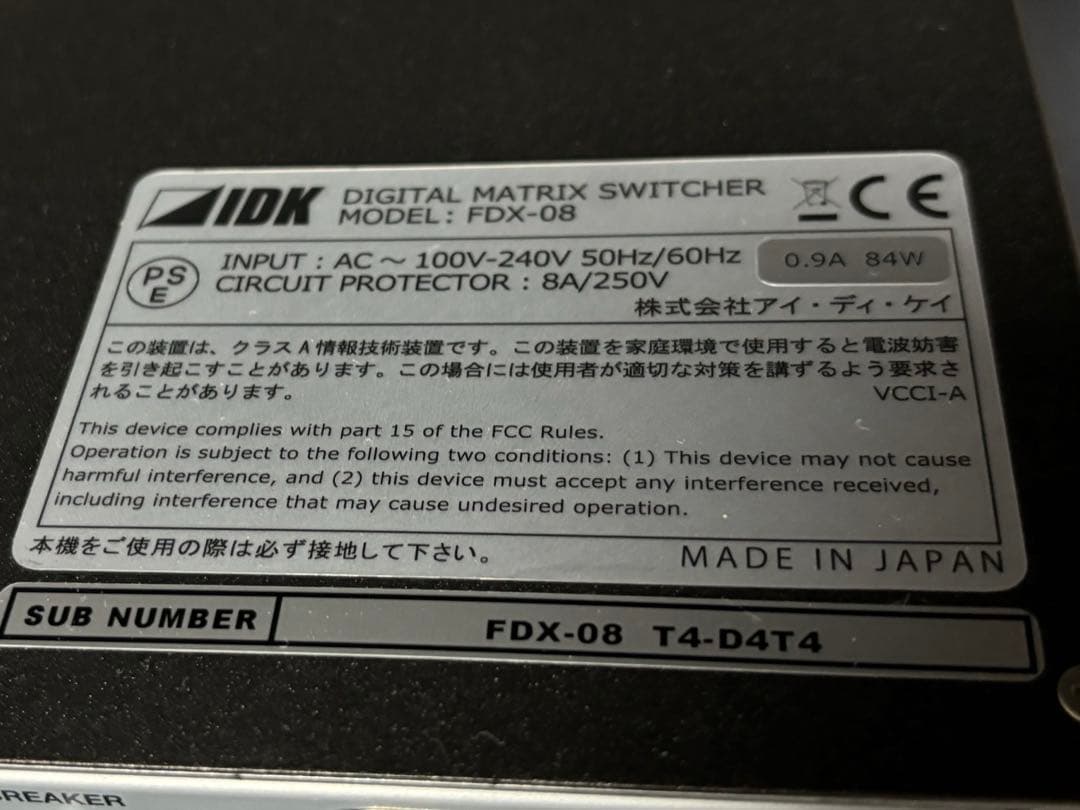 IDK DIGITAL MATRIX SWITCHER
MODEL : FDX-08
CE
PSE
INPUT : AC ～ 100V-240V 50Hz/60Hz 0.9A 84W
CIRCUIT PROTECTOR : 8A/250V
株式会社アイ・ディ・ケイ
この装置は、クラスA情報技術装置です。この装置を家庭環境で使用すると電波妨害
を引き起こすことがあります。この場合には使用者が適切な対策を講ずるよう要求さ
れることがあります。 VCCI-A
This device complies with part 15 of the FCC Rules.
Operation is subject to the following two conditions: (1) This device may not cause
harmful interference, and (2) this device must accept any interference received,
including interference that may cause undesired operation.
本機をご使用の際は必ず接地して下さい。 MADE IN JAPAN
SUB NUMBER FDX-08 T4-D4T4
REAKER